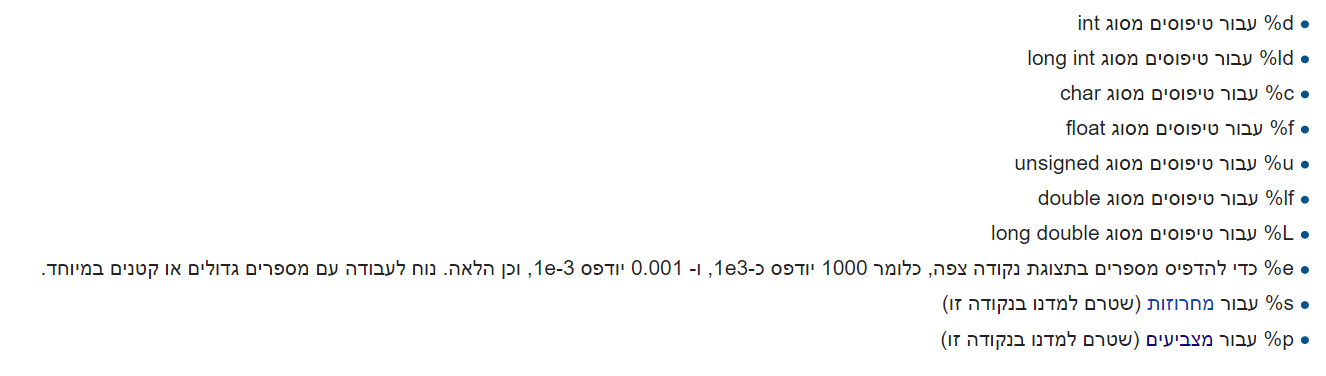 • %d עבור טיפוסים מסוג int
• %ld עבור טיפוסים מסוג long int
• %c עבור טיפוסים מסוג char
• %f עבור טיפוסים מסוג float
• %u עבור טיפוסים מסוג unsigned
• %lf עבור טיפוסים מסוג double
• %L עבור טיפוסים מסוג long double
• %e כדי להדפיס מספרים בתצוגת נקודה צפה, כלומר 1000 יודפס כ-1e3, ו- 0.001 יודפס 1e-3, וכן הלאה. נוח לעבודה עם מספרים גדולים או קטנים במיוחד.
• %s עבור מחרוזות (שטרם למדנו בנקודה זו)
• %p עבור מצביעים (שטרם למדנו בנקודה זו)